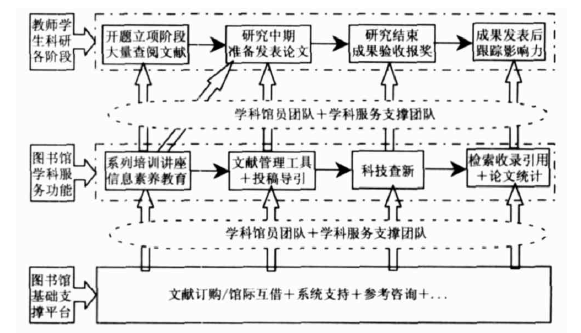 教师学
生科研
各阶段
开题立项阶段
大量查阅文献
研究中期
准备发表论文
研究结束
成果验收报奖
成果发表后
跟踪影响力
学科馆员团队＋学科服务支撑团队
图书馆
学科服
务功能
系列培训讲座
信息素养教育
文献管理工具
＋投稿导引
科技查新
检索收录引用
＋论文统计
学科馆员团队＋学科服务支撑团队
图书馆
基础支
撑平台
文献订购/馆际互借＋系统支持＋参考咨询＋…